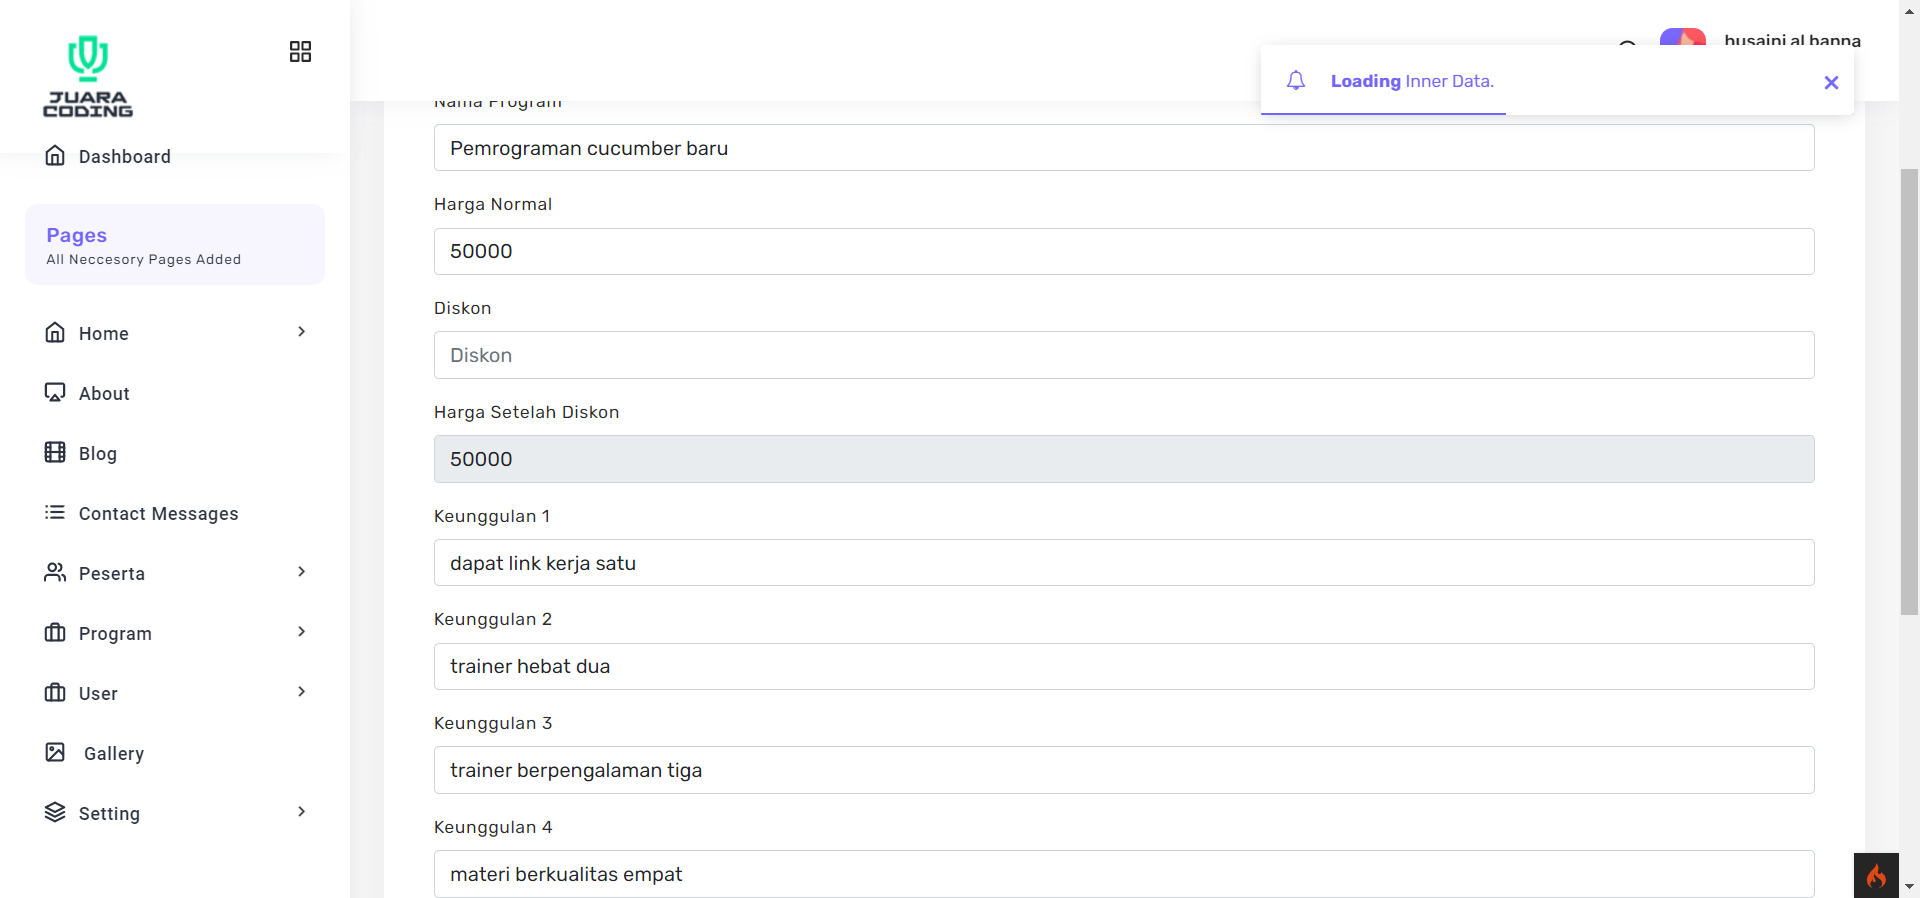 JUARA
CODING
Dashboard
Pages
All Neccesory Pages Added
Home
About
Blog
Contact Messages
Peserta
Program
User
Gallery
Setting
husaini al banna
Loading Inner Data.
Nama Program
Pemrograman cucumber baru
Harga Normal
50000
Diskon
Diskon
Harga Setelah Diskon
50000
Keunggulan 1
dapat link kerja satu
Keunggulan 2
trainer hebat dua
Keunggulan 3
trainer berpengalaman tiga
Keunggulan 4
materi berkualitas empat